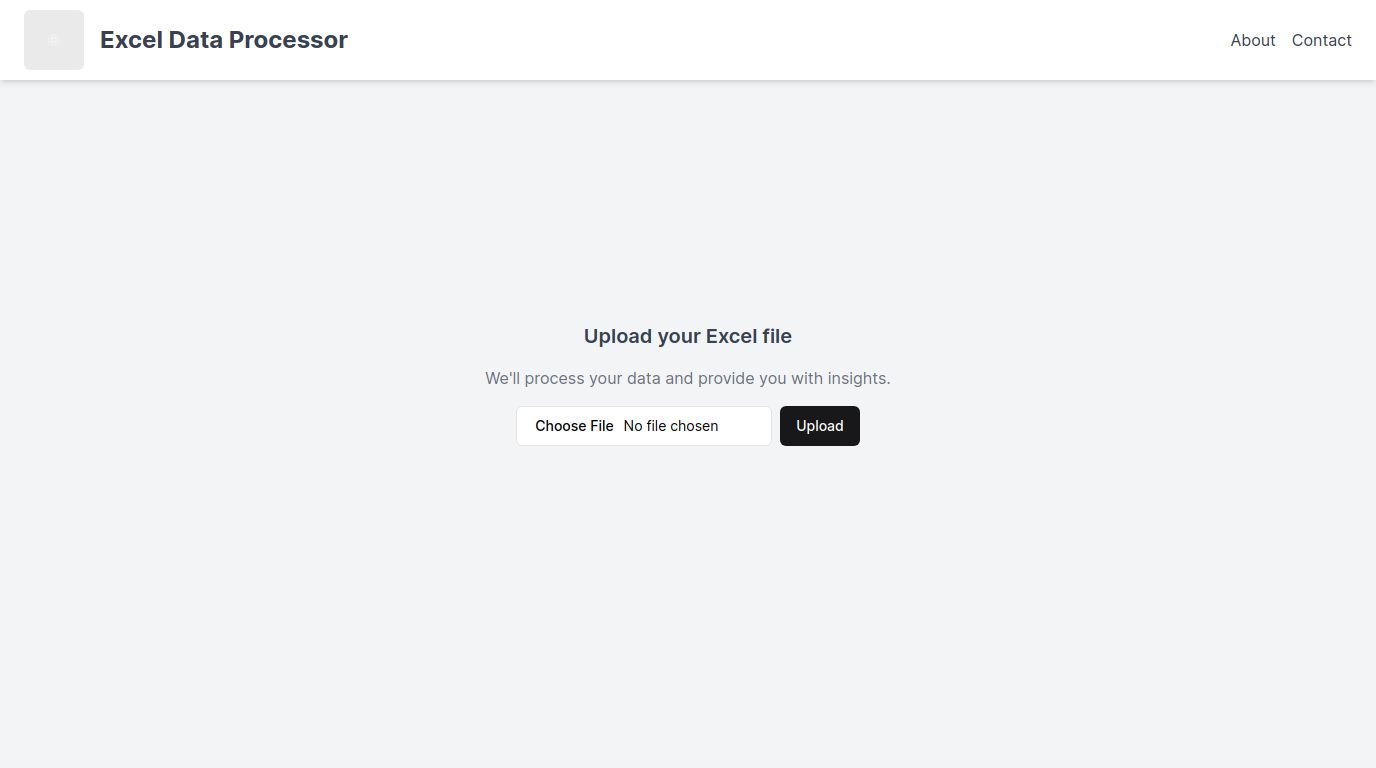 Excel Data Processor
About Contact
Upload your Excel file
We'll process your data and provide you with insights.
Choose File No file chosen
Upload